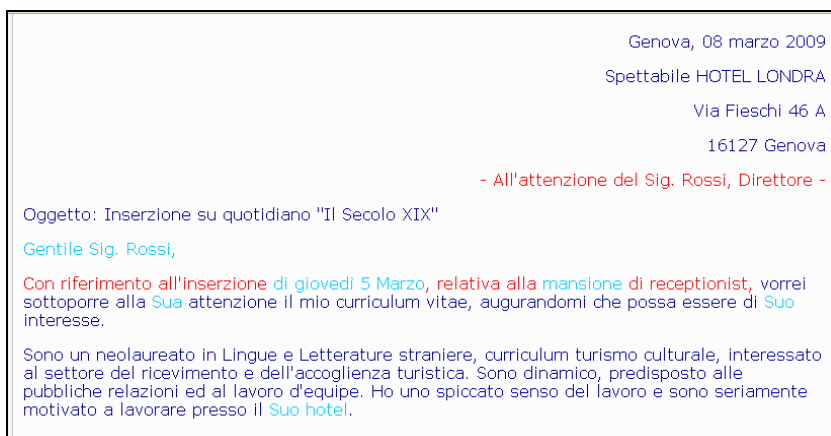 Genova, 08 marzo 2009
Spettabile HOTEL LONDRA
Via Fieschi 46 A
16127 Genova
- All'attenzione del Sig. Rossi, Direttore -
Oggetto: Inserzione su quotidiano "Il Secolo XIX"
Gentile Sig. Rossi,
Con riferimento all'inserzione di giovedì 5 Marzo, relativa alla mansione di receptionist, vorrei
sottoporre alla Sua attenzione il mio curriculum vitae, augurandomi che possa essere di Suo
interesse.
Sono un neolaureato in Lingue e Letterature straniere, curriculum turismo culturale, interessato
al settore del ricevimento e dell'accoglienza turistica. Sono dinamico, predisposto alle
pubbliche relazioni ed al lavoro d'equipe. Ho uno spiccato senso del lavoro e sono seriamente
motivato a lavorare presso il Suo hotel.